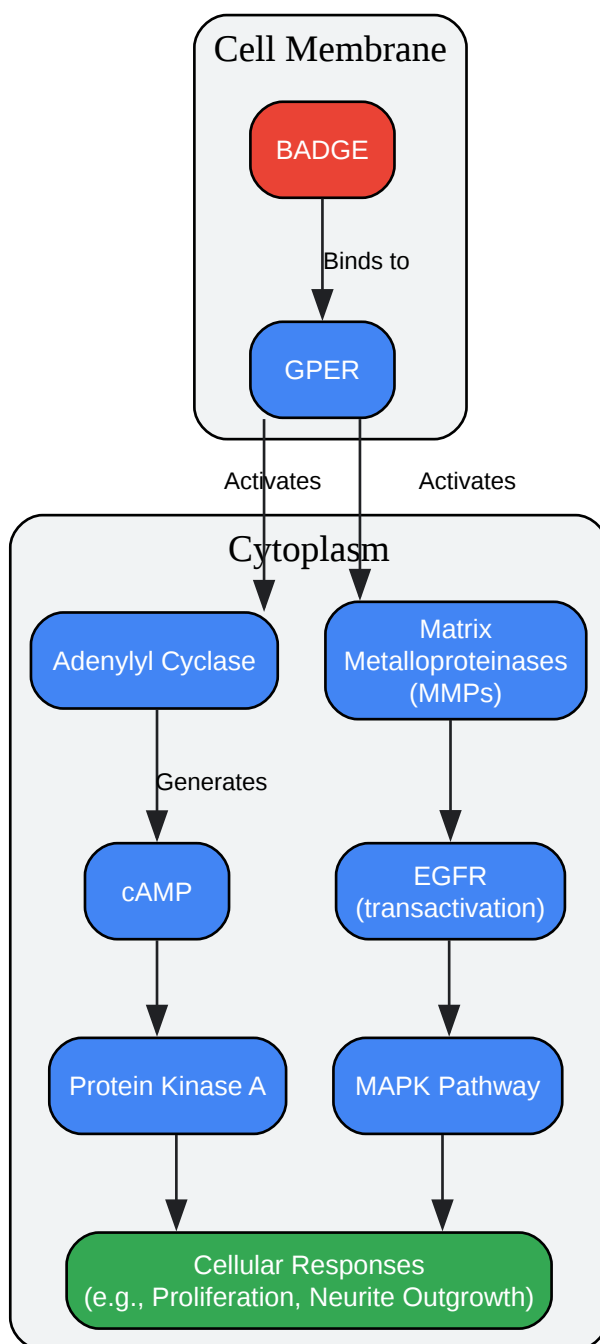 Cell Membrane
BADGE
Binds to
GPER
Activates
Activates
Cytoplasm
Adenylyl Cyclase
Matrix
Metalloproteinases
(MMPs)
Generates
cAMP
EGFR
(transactivation)
Protein Kinase A
MAPK Pathway
Cellular Responses
(e.g., Proliferation, Neurite Outgrowth)